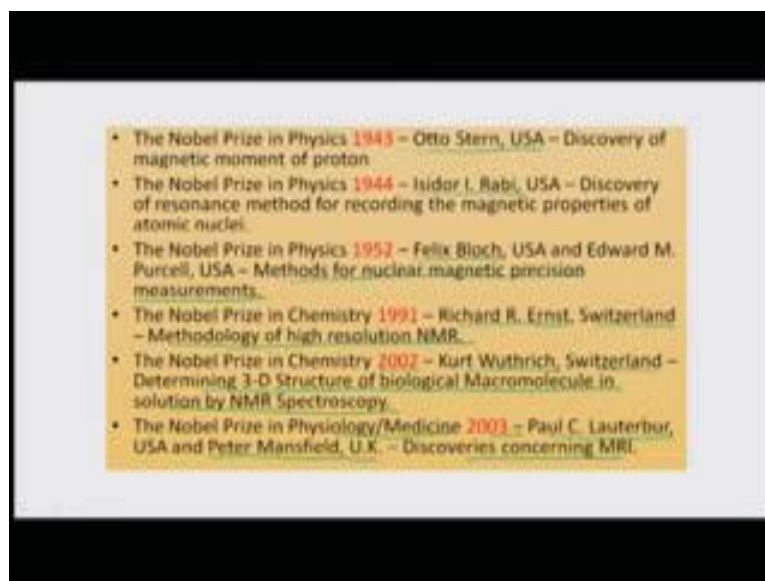 • The Nobel Prize in Physics 1943 – Otto Stern, USA – Discovery of
magnetic moment of proton
• The Nobel Prize in Physics 1944 – Isidor I. Rabi, USA – Discovery
of resonance method for recording the magnetic properties of
atomic nuclei.
• The Nobel Prize in Physics 1952 – Felix Bloch, USA and Edward M.
Purcell, USA – Methods for nuclear magnetic precision
measurements.
• The Nobel Prize in Chemistry 1991 – Richard R. Ernst, Switzerland
– Methodology of high resolution NMR.
• The Nobel Prize in Chemistry 2002 – Kurt Wuthrich, Switzerland –
Determining 3-D Structure of biological Macromolecule in
solution by NMR Spectroscopy.
• The Nobel Prize in Physiology/Medicine 2003 – Paul C. Lauterbur,
USA and Peter Mansfield, U.K. – Discoveries concerning MRI.